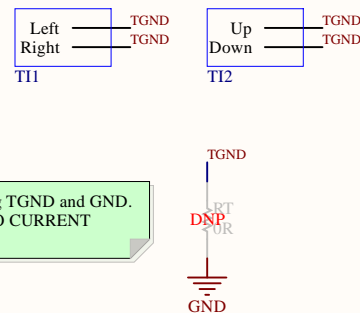 Left TGND
Right TGND
TI1
Up TGND
Down TGND
TI2
TGND
TGND and GND.
CURRENT
RT
DNP
0R
GND